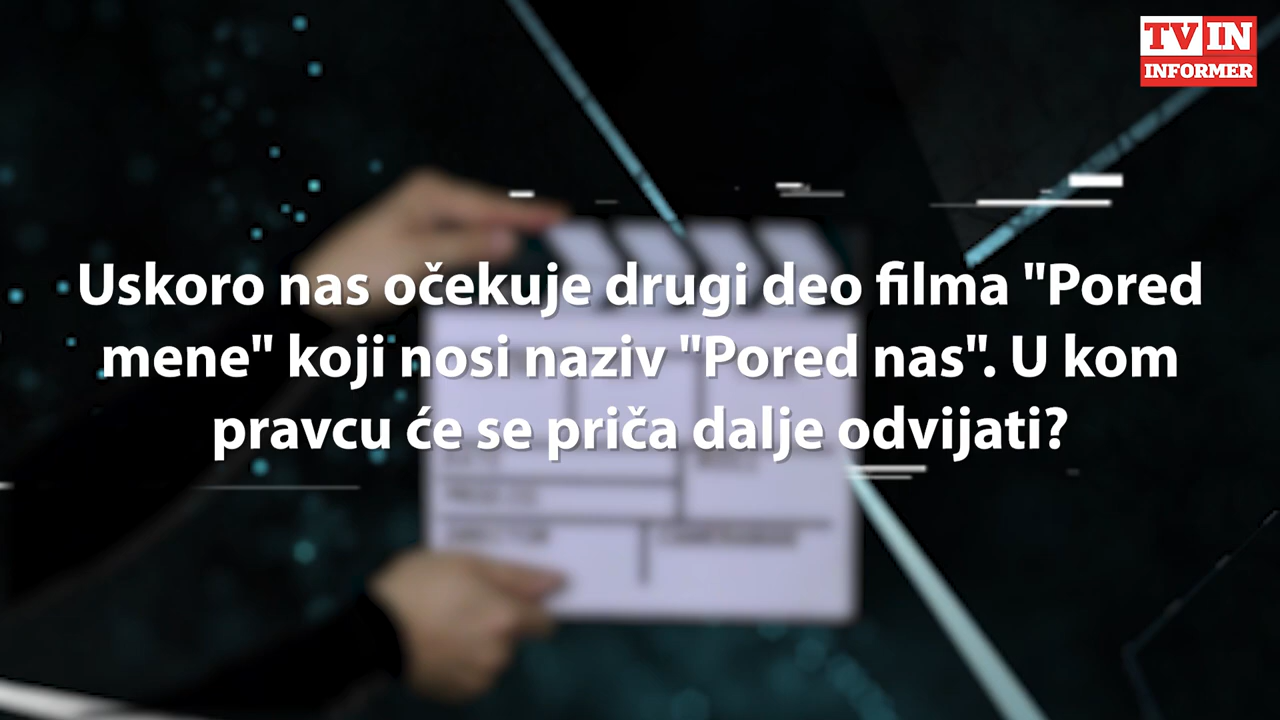 TV IN
INFORMER
Uskoro nas očekuje drugi deo filma "Pored
mene" koji nosi naziv "Pored nas". U kom
pravcu će se priča dalje odvijati?